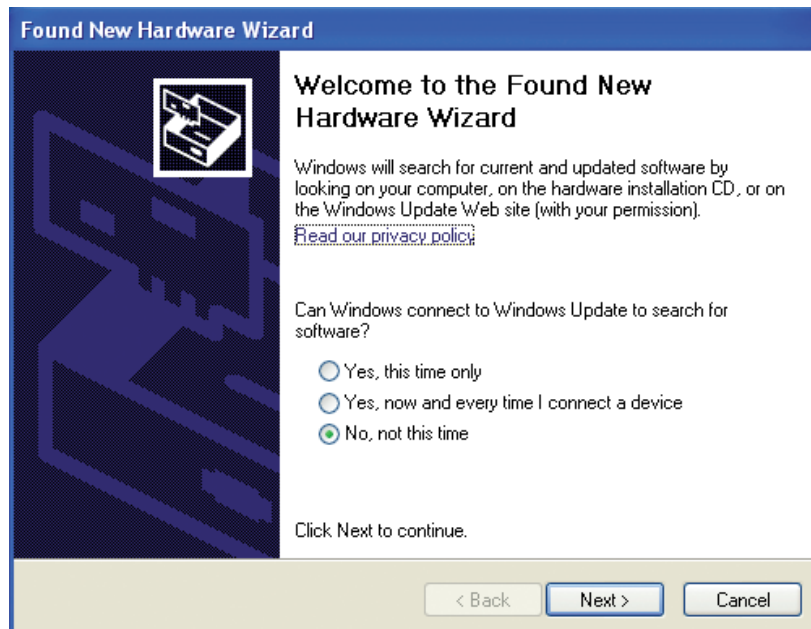 Found New Hardware Wizard
Welcome to the Found New
Hardware Wizard
Windows will search for current and updated software by
looking on your computer, on the hardware installation CD, or on
the Windows Update Web site (with your permission).
Read our privacy policy
Can Windows connect to Windows Update to search for
software?
Yes, this time only
Yes, now and every time I connect a device
No, not this time
Click Next to continue.
< Back Next > Cancel